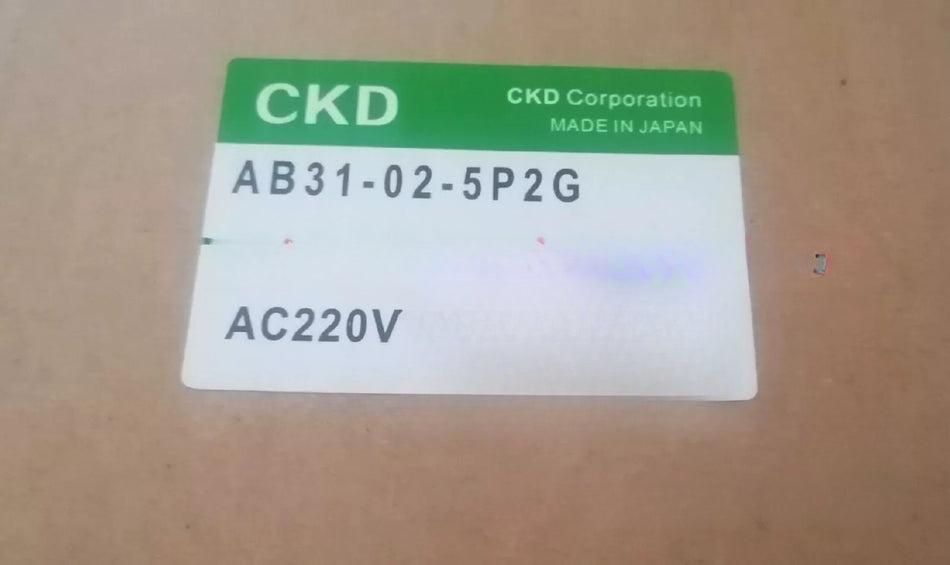 CKD
CKD Corporation
MADE IN JAPAN
AB31-02-5P2G
AC220V